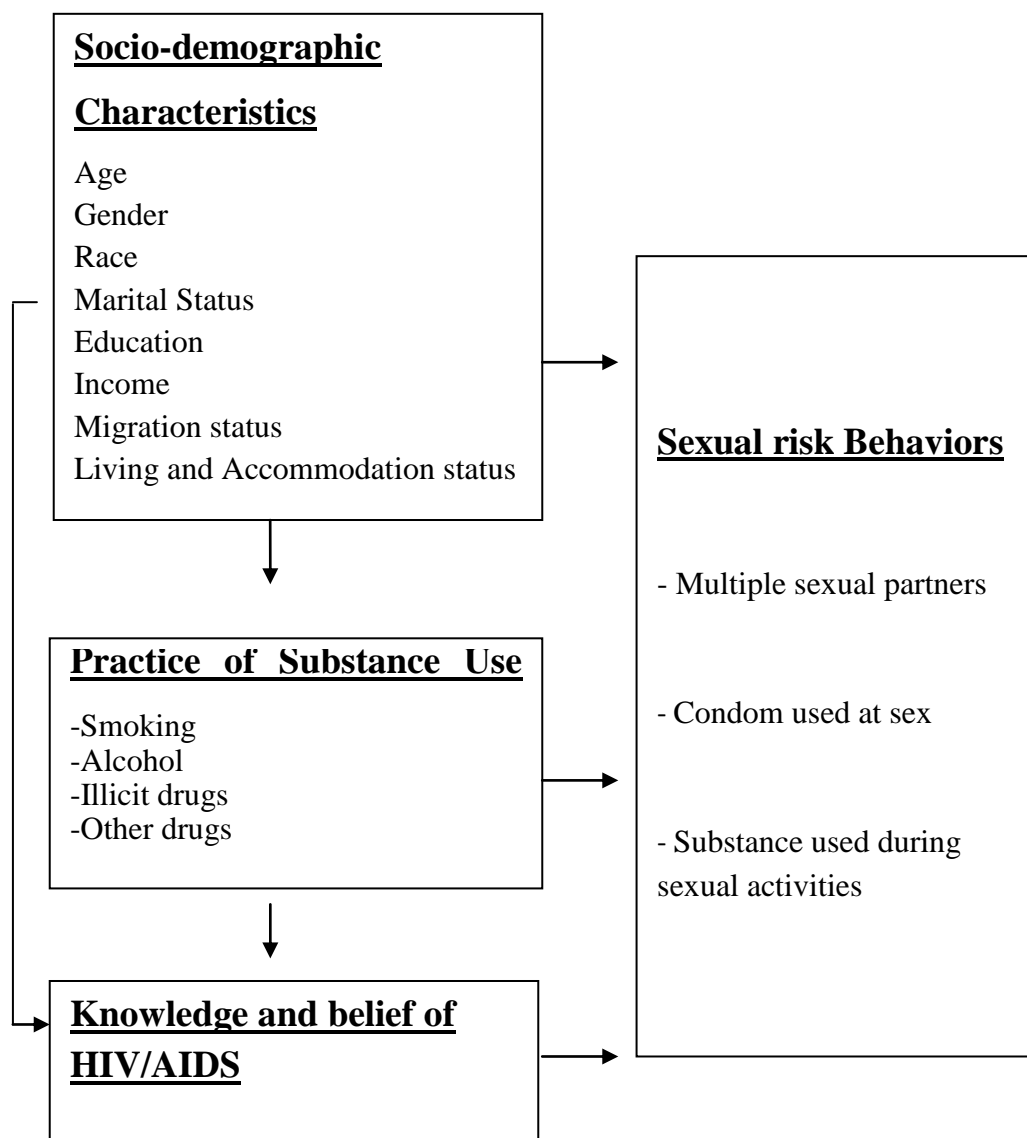 Socio-demographic
Characteristics
Age
Gender
Race
Marital Status
Education
Income
Migration status
Living and Accommodation status
Practice of Substance Use
-Smoking
-Alcohol
-Illicit drugs
-Other drugs
Knowledge and belief of
HIV/AIDS
Sexual risk Behaviors
- Multiple sexual partners
- Condom used at sex
- Substance used during
sexual activities